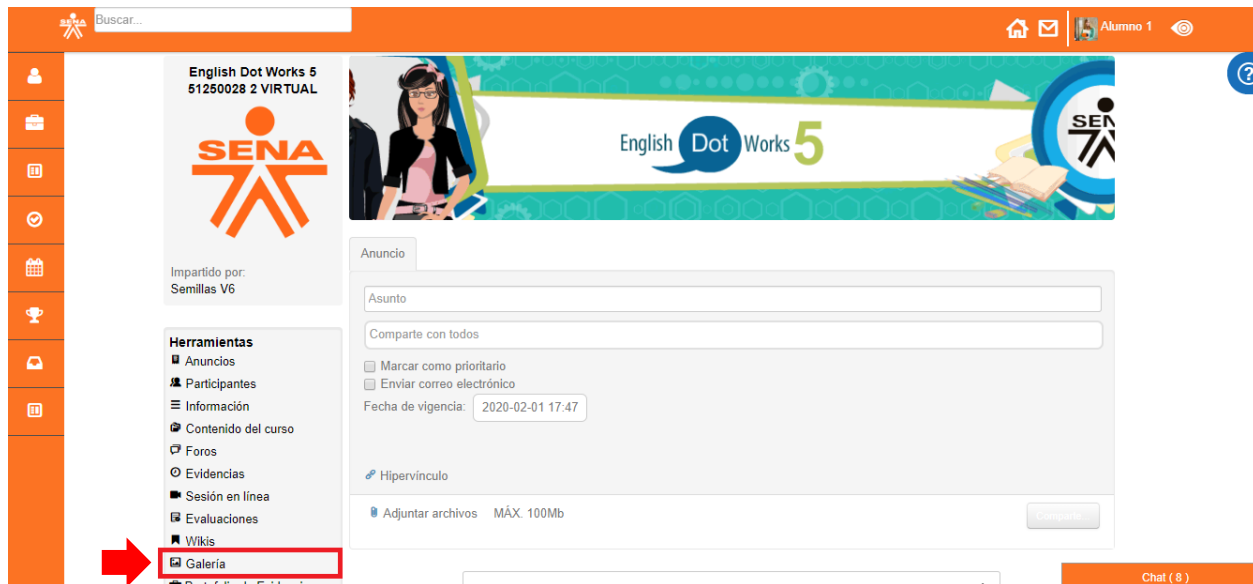 SENA
Buscar...
Alumno 1
English Dot Works 5
51250028 2 VIRTUAL
SENA
Impartido por:
Semillas V6
English Dot Works 5
SEN
Anuncio
Asunto
Comparte con todos
Marcar como prioritario
Enviar correo electrónico
Fecha de vigencia: 2020-02-01 17:47
Hipervínculo
Adjuntar archivos MÁX. 100Mb
Herramientas
Anuncios
Participantes
Información
Contenido del curso
Foros
Evidencias
Sesión en línea
Evaluaciones
Wikis
Galería
Chat ( 8 )